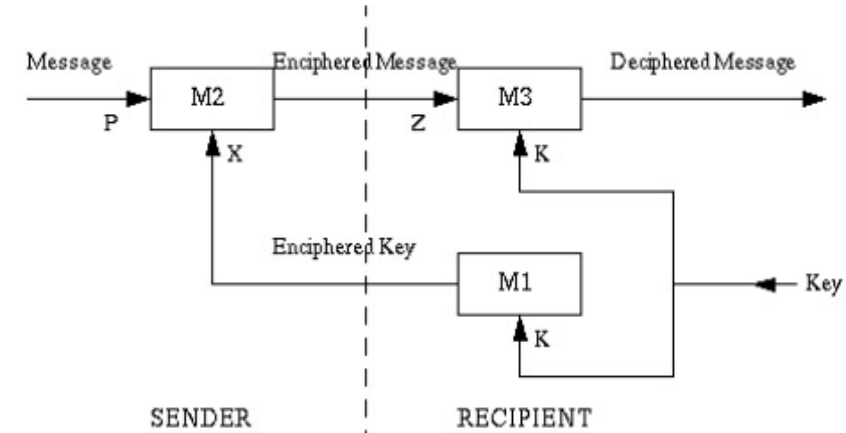 Message
Enciphered Message
Deciphered Message
M2
M3
P
Z
X
K
Enciphered Key
M1
Key
K
SENDER
RECIPIENT